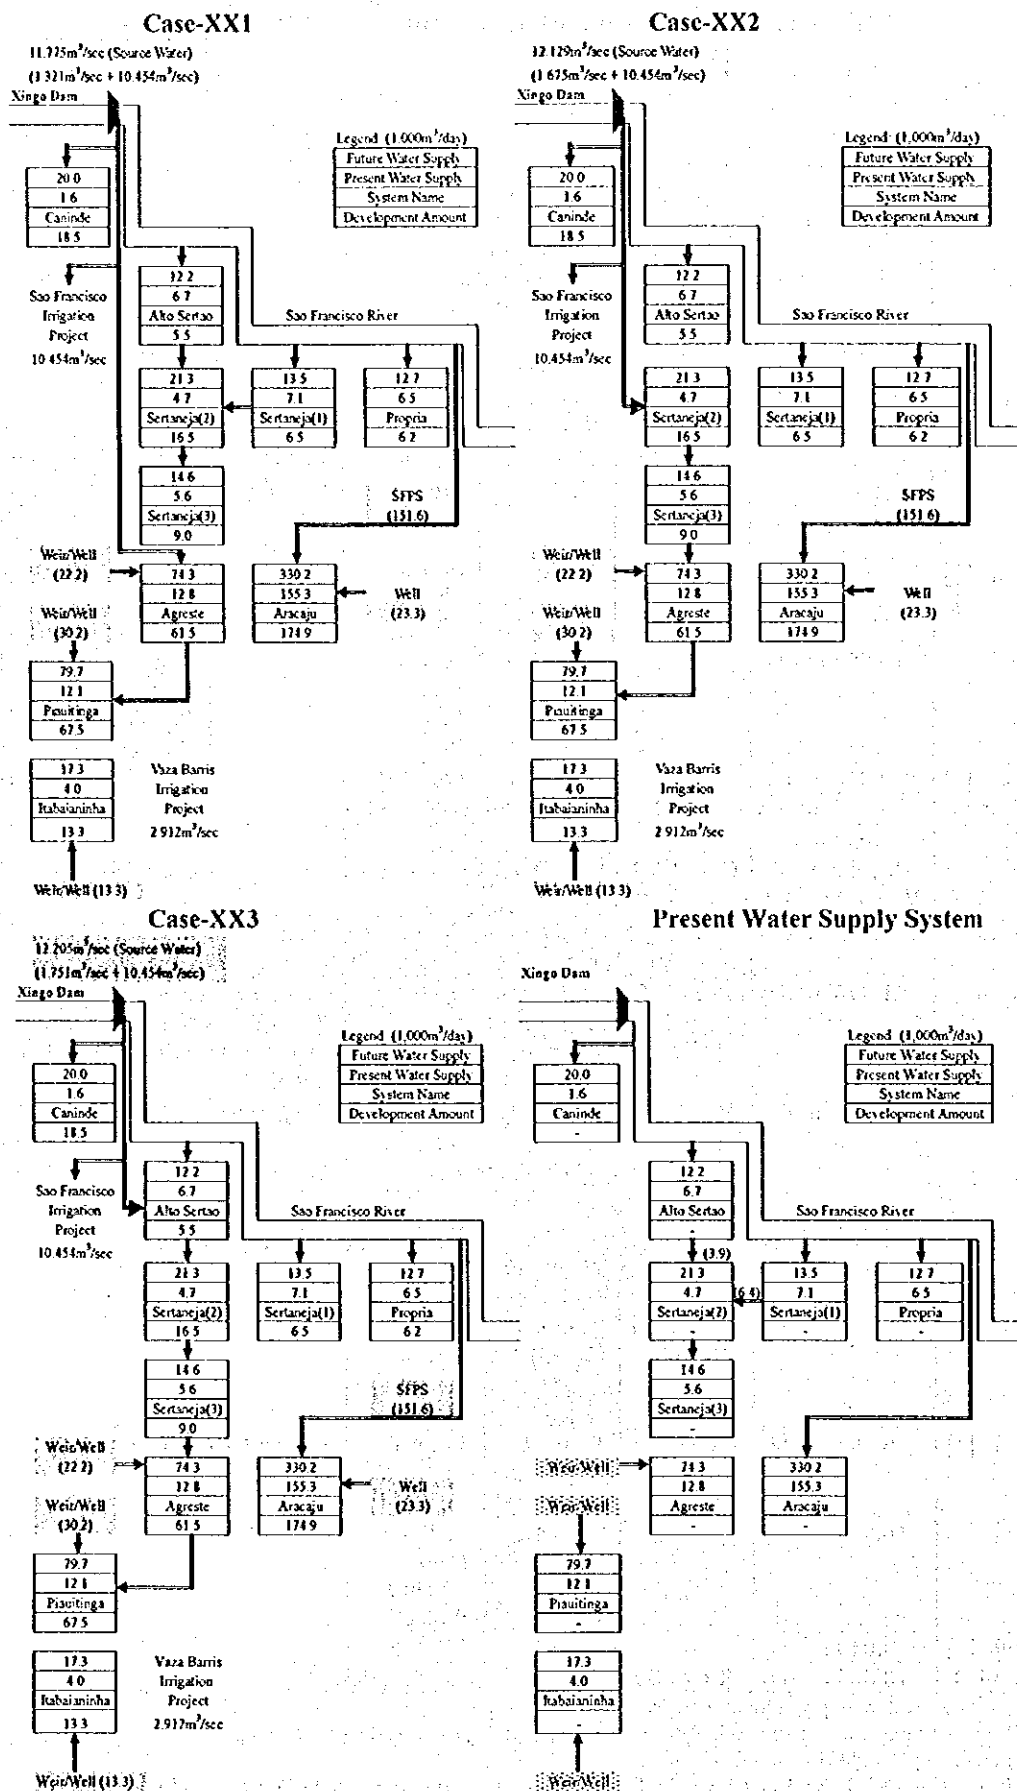 Case-XX1
11.775m³/sec (Source Water)
(1.321m³/sec + 10.454m³/sec)
Xingo Dam
Legend (1,000m³/day)
Future Water Supply
Present Water Supply
System Name
Development Amount
20.0
1.6
Caninde
18.5
Sao Francisco
Irrigation
Project
10.454m³/sec
12.2
6.7
Alto Sertao
5.5
Sao Francisco River
21.3
4.7
Sertaneja(2)
16.5
13.5
7.1
Sertaneja(1)
6.5
12.7
6.5
Propria
6.2
14.6
5.6
Sertaneja(3)
9.0
SFPS
(151.6)
Weir/Well
(22.2)
74.3
12.8
Agreste
61.5
330.2
155.3
Aracaju
174.9
Well
(23.3)
Weir/Well
(30.2)
79.7
12.1
Piauitinga
67.5
17.3
4.0
Itabaianinha
13.3
Vaza Barris
Irrigation
Project
2.912m³/sec
Weir/Well (13.3)
Case-XX2
12.129m³/sec (Source Water)
(1.675m³/sec + 10.454m³/sec)
Xingo Dam
Legend (1,000m³/day)
Future Water Supply
Present Water Supply
System Name
Development Amount
20.0
1.6
Caninde
18.5
Sao Francisco
Irrigation
Project
10.454m³/sec
12.2
6.7
Alto Sertao
5.5
Sao Francisco River
21.3
4.7
Sertaneja(2)
16.5
13.5
7.1
Sertaneja(1)
6.5
12.7
6.5
Propria
6.2
14.6
5.6
Sertaneja(3)
9.0
SFPS
(151.6)
Weir/Well
(22.2)
74.3
12.8
Agreste
61.5
330.2
155.3
Aracaju
174.9
Well
(23.3)
Weir/Well
(30.2)
79.7
12.1
Piauitinga
67.5
17.3
4.0
Itabaianinha
13.3
Vaza Barris
Irrigation
Project
2.912m³/sec
Weir/Well (13.3)
Case-XX3
12.205m³/sec (Source Water)
(1.751m³/sec + 10.454m³/sec)
Xingo Dam
Legend (1,000m³/day)
Future Water Supply
Present Water Supply
System Name
Development Amount
20.0
1.6
Caninde
18.5
Sao Francisco
Irrigation
Project
10.454m³/sec
12.2
6.7
Alto Sertao
5.5
Sao Francisco River
21.3
4.7
Sertaneja(2)
16.5
13.5
7.1
Sertaneja(1)
6.5
12.7
6.5
Propria
6.2
14.6
5.6
Sertaneja(3)
9.0
SFPS
(151.6)
Weir/Well
(22.2)
74.3
12.8
Agreste
61.5
330.2
155.3
Aracaju
174.9
Well
(23.3)
Weir/Well
(30.2)
79.7
12.1
Piauitinga
67.5
17.3
4.0
Itabaianinha
13.3
Vaza Barris
Irrigation
Project
2.912m³/sec
Weir/Well (13.3)
Present Water Supply System
Xingo Dam
Legend (1,000m³/day)
Future Water Supply
Present Water Supply
System Name
Development Amount
20.0
1.6
Caninde
-
12.2
6.7
Alto Sertao
-
Sao Francisco River
(3.9)
21.3
4.7
Sertaneja(2)
-
(6.4)
13.5
7.1
Sertaneja(1)
-
12.7
6.5
Propria
-
14.6
5.6
Sertaneja(3)
-
Weir/Well
74.3
12.8
Agreste
-
330.2
155.3
Aracaju
-
Weir/Well
79.7
12.1
Piauitinga
-
17.3
4.0
Itabaianinha
-
Weir/Well